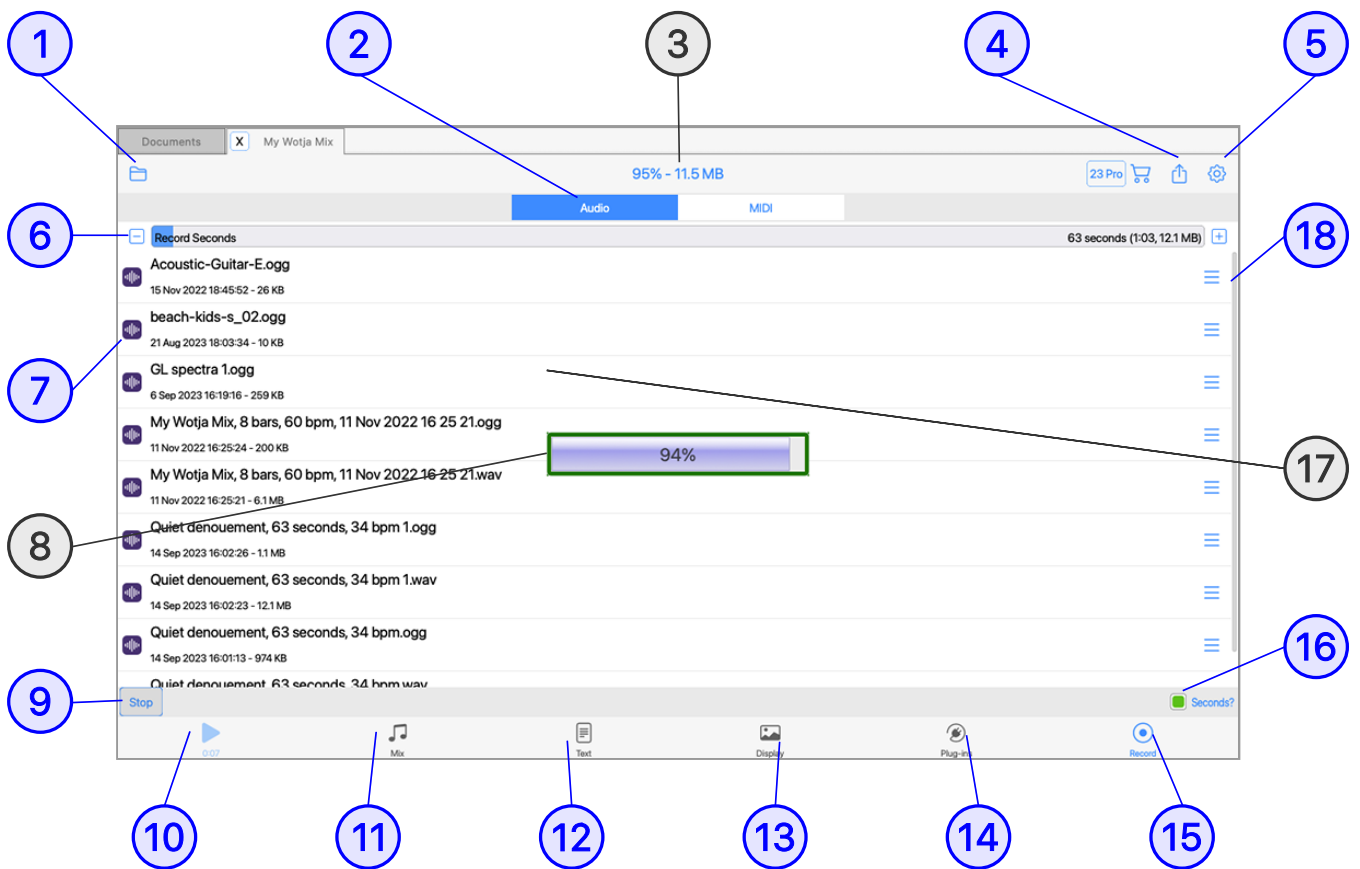 1
2
3
4
5
Documents
X
My Wotja Mix
95% - 11.5 MB
23 Pro
Audio
MIDI
6
Record Seconds
63 seconds (1:03, 12.1 MB)
18
Acoustic-Guitar-E.ogg
15 Nov 2022 18:45:52 - 26 KB
beach-kids-s_02.ogg
21 Aug 2023 18:03:34 - 10 KB
7
GL spectra 1.ogg
6 Sep 2023 16:19:16 - 259 KB
My Wotja Mix, 8 bars, 60 bpm, 11 Nov 2022 16 25 21.ogg
11 Nov 2022 16:25:24 - 200 KB
94%
17
My Wotja Mix, 8 bars, 60 bpm, 11 Nov 2022 16 25 21.wav
11 Nov 2022 16:25:21 - 6.1 MB
8
Quiet denouement, 63 seconds, 34 bpm 1.ogg
14 Sep 2023 16:02:26 - 1.1 MB
Quiet denouement, 63 seconds, 34 bpm 1.wav
14 Sep 2023 16:02:23 - 12.1 MB
Quiet denouement, 63 seconds, 34 bpm.ogg
14 Sep 2023 16:01:13 - 974 KB
16
Quiet denouement, 63 seconds, 34 bpm.wav
9
Stop
Seconds?
0:07
Mix
Text
Display
Plug-ins
Record
10
11
12
13
14
15